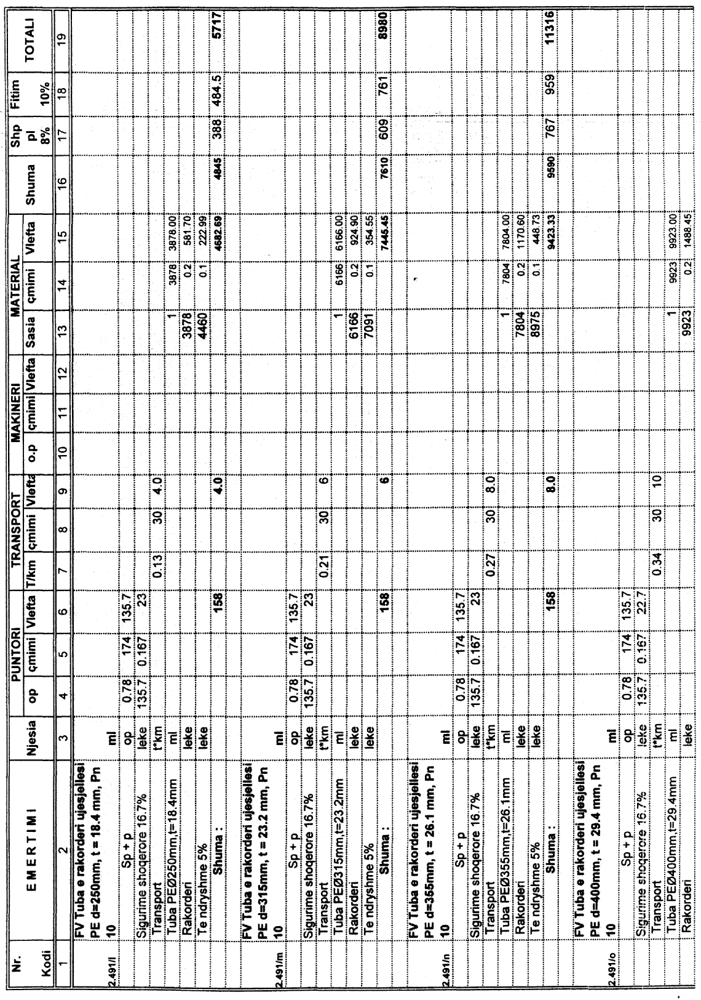 Nr. EMERTIMI Njesia PUNTORI TRANSPORT MAKINERI MATERIAL Shuma Shp Fitim TOTALI
Kodi op çmimi Vlefta T/km çmimi Vlefta o.p çmimi Vlefta Sasia çmimi Vlefta pl 8% 10%
1 2 3 4 5 6 7 8 9 10 11 12 13 14 15 16 17 18 19
FV Tuba e rakorderi ujesjellesi
PE d=250mm, t = 18.4 mm, Pn
2.491/l 10 ml
Sp + p op 0.78 174 135.7
Sigurime shoqerore 16.7% leke 135.7 0.167 23
Transport t*km 0.13 30 4.0
Tuba PEØ250mm,t=18.4mm ml 1 3878 3878.00
Rakorderi leke 3878 0.2 581.70
Te ndryshme 5% leke 4460 0.1 222.99
Shuma : 158 4.0 4682.69 4845 388 484.5 5717
FV Tuba e rakorderi ujesjellesi
PE d=315mm, t = 23.2 mm, Pn
2.491/m 10 ml
Sp + p op 0.78 174 135.7
Sigurime shoqerore 16.7% leke 135.7 0.167 23
Transport t*km 0.21 30 6
Tuba PEØ315mm,t=23.2mm ml 1 6166 6166.00
Rakorderi leke 6166 0.2 924.90
Te ndryshme 5% leke 7091 0.1 354.55
Shuma : 158 6 7445.45 7610 609 761 8980
FV Tuba e rakorderi ujesjellesi
PE d=355mm, t = 26.1 mm, Pn
2.491/n 10 ml
Sp + p op 0.78 174 135.7
Sigurime shoqerore 16.7% leke 135.7 0.167 23
Transport t*km 0.27 30 8.0
Tuba PEØ355mm,t=26.1mm ml 1 7804 7804.00
Rakorderi leke 7804 0.2 1170.60
Te ndryshme 5% leke 8975 0.1 448.73
Shuma : 158 8.0 9423.33 9590 767 959 11316
FV Tuba e rakorderi ujesjellesi
PE d=400mm, t = 29.4 mm, Pn
2.491/o 10 ml
Sp + p op 0.78 174 135.7
Sigurime shoqerore 16.7% leke 135.7 0.167 22.7
Transport t*km 0.34 30 10
Tuba PEØ400mm,t=29.4mm ml 1 9923 9923.00
Rakorderi leke 9923 0.2 1488.45